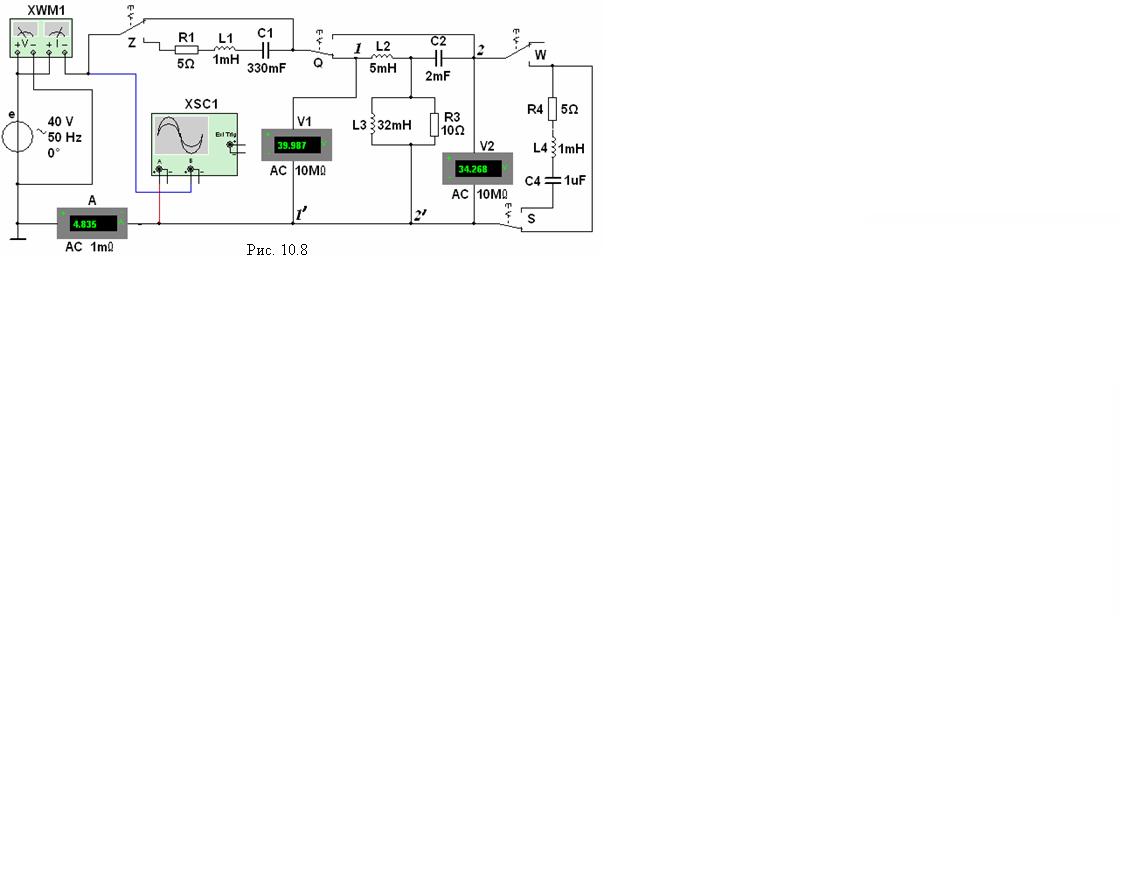 XWM1
+ V - + I -
e
40 V
50 Hz
0°
A
4.835
AC 1mΩ
Z
R1
5Ω
L1
1mH
C1
330mF
XSC1
Ext Trig
A B
Q
1
L2
5mH
C2
2mF
2
V1
39.987
AC 10MΩ
L3 32mH
R3
10Ω
V2
34.268
AC 10MΩ
1'
2'
W
R4 5Ω
L4 1mH
C4 1uF
S
Рис. 10.8